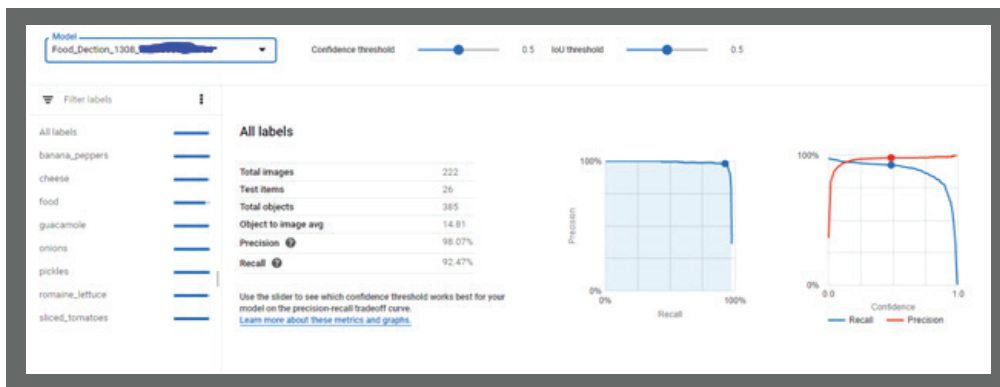 Model
Food_Dection_1308_
Confidence threshold 0.5 IoU threshold 0.5
Filter labels
All labels
banana_peppers
cheese
food
guacamole
onions
pickles
romaine_lettuce
sliced_tomatoes
All labels
Total images 222
Test items 26
Total objects 385
Object to image avg 14.81
Precision 98.07%
Recall 92.47%
Use the slider to see which confidence threshold works best for your
model on the precision-recall tradeoff curve.
Learn more about these metrics and graphs.
100%
Precision
0%
0% 100%
Recall
100%
0%
0.0 1.0
Confidence
Recall Precision